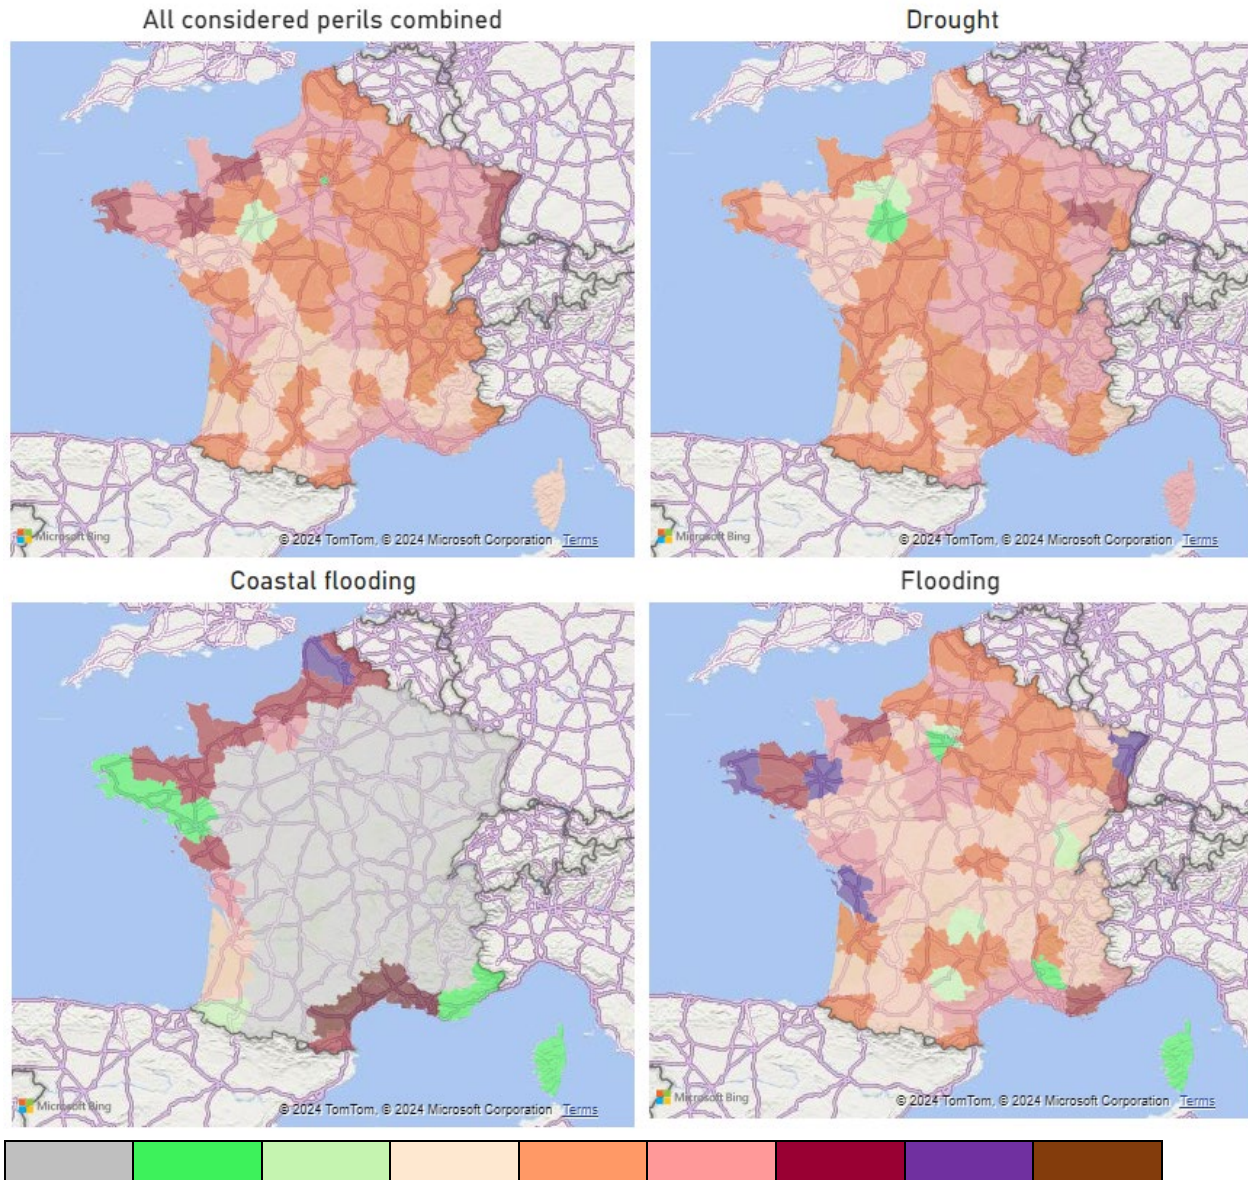 All considered perils combined
Drought
Microsoft Bing
© 2024 TomTom, © 2024 Microsoft Corporation Terms
Microsoft Bing
© 2024 TomTom, © 2024 Microsoft Corporation Terms
Coastal flooding
Flooding
Microsoft Bing
© 2024 TomTom, © 2024 Microsoft Corporation Terms
Microsoft Bing
© 2024 TomTom, © 2024 Microsoft Corporation Terms